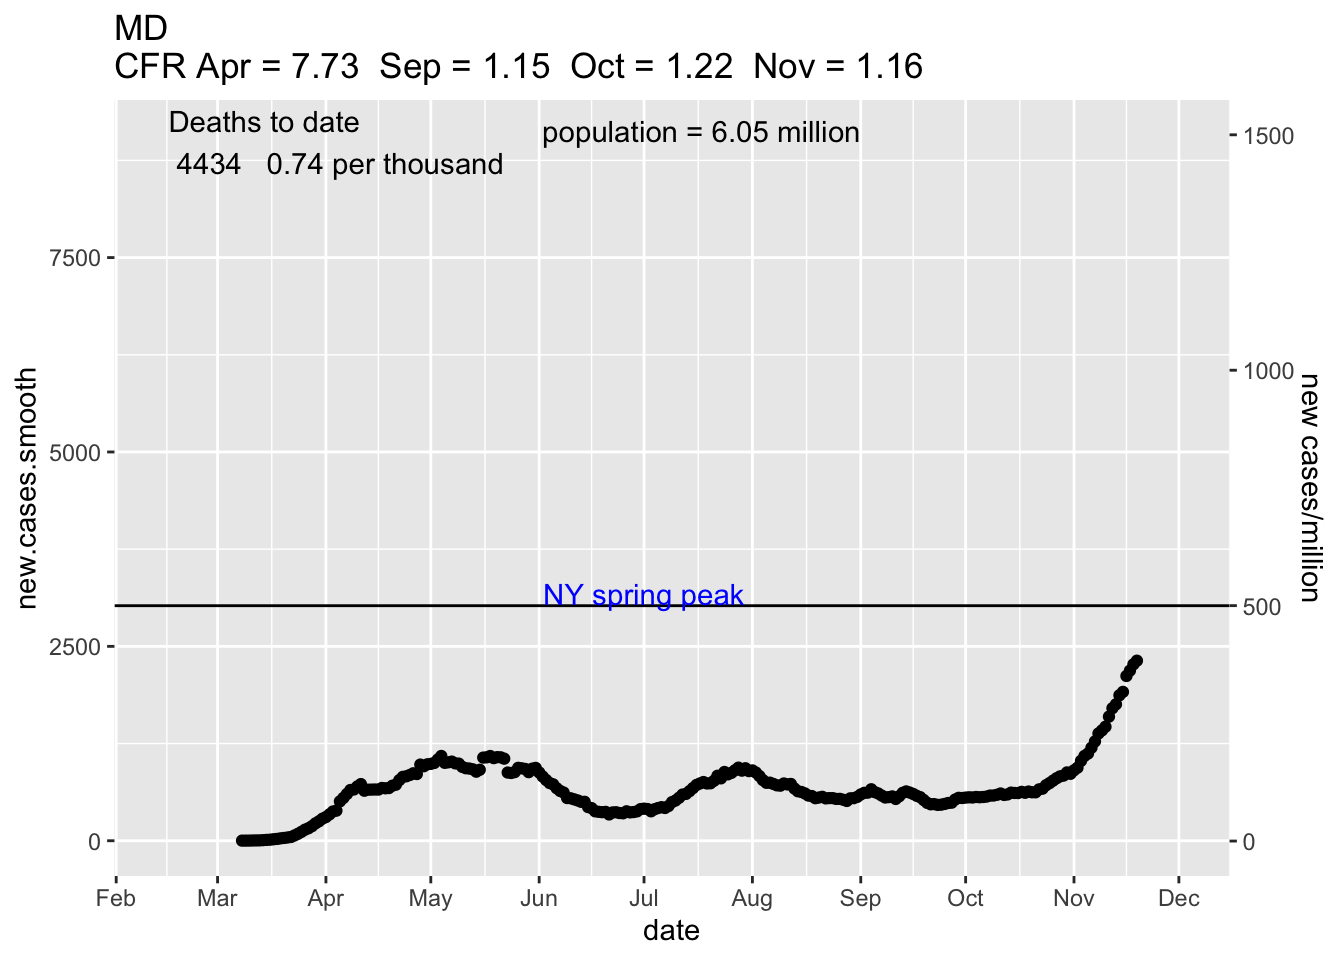 MD
CFR Apr = 7.73  Sep = 1.15  Oct = 1.22  Nov = 1.16
Deaths to date
4434   0.74 per thousand
population = 6.05 million
NY spring peak
new.cases.smooth
7500
5000
2500
0
1500
1000
500
0
new cases/million
Feb Mar Apr May Jun Jul Aug Sep Oct Nov Dec
date